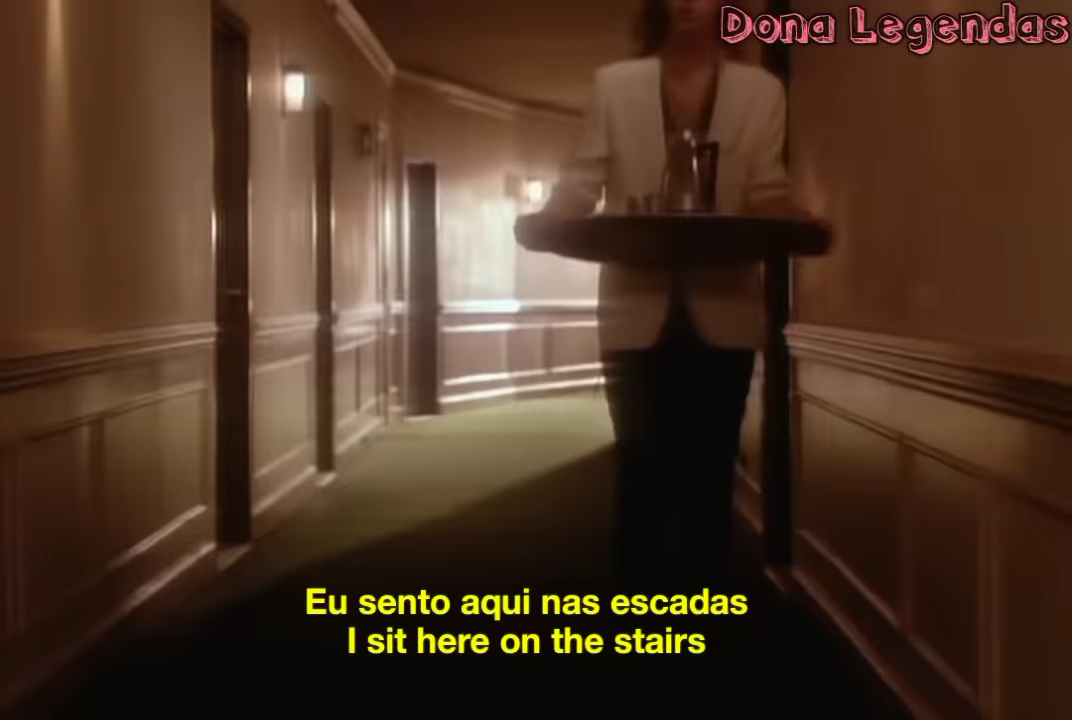 Dona Legendas
Eu sento aqui nas escadas
I sit here on the stairs